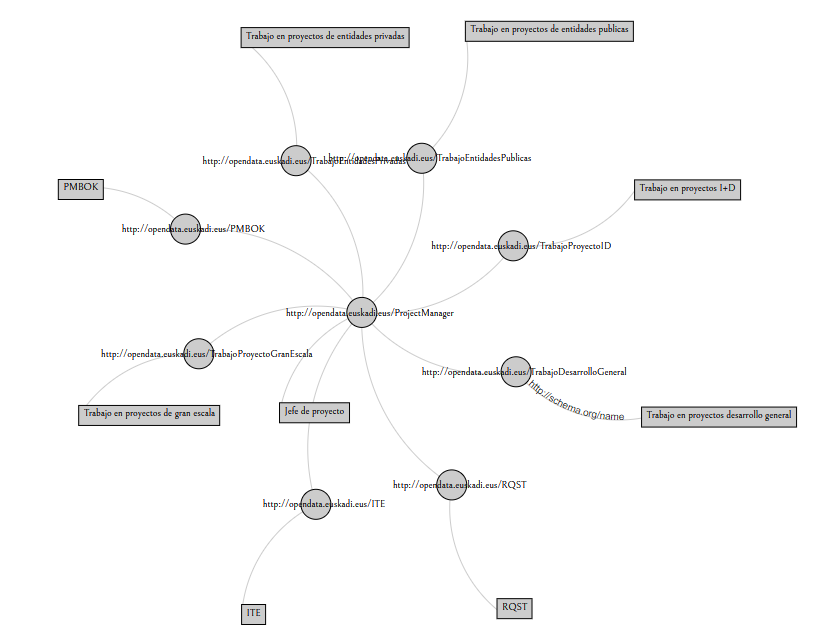 Trabajo en proyectos de entidades privadas
Trabajo en proyectos de entidades publicas
http://opendata.euskadi.eus/TrabajoEntidadesPrivadas
http://opendata.euskadi.eus/TrabajoEntidadesPublicas
PMBOK
Trabajo en proyectos I+D
http://opendata.euskadi.eus/PMBOK
http://opendata.euskadi.eus/TrabajoProyectoID
http://opendata.euskadi.eus/ProjectManager
http://opendata.euskadi.eus/TrabajoProyectoGranEscala
http://opendata.euskadi.eus/TrabajoDesarrolloGeneral
http://schema.org/name
Trabajo en proyectos de gran escala
Jefe de proyecto
Trabajo en proyectos desarrollo general
http://opendata.euskadi.eus/RQST
http://opendata.euskadi.eus/ITE
ITE
RQST